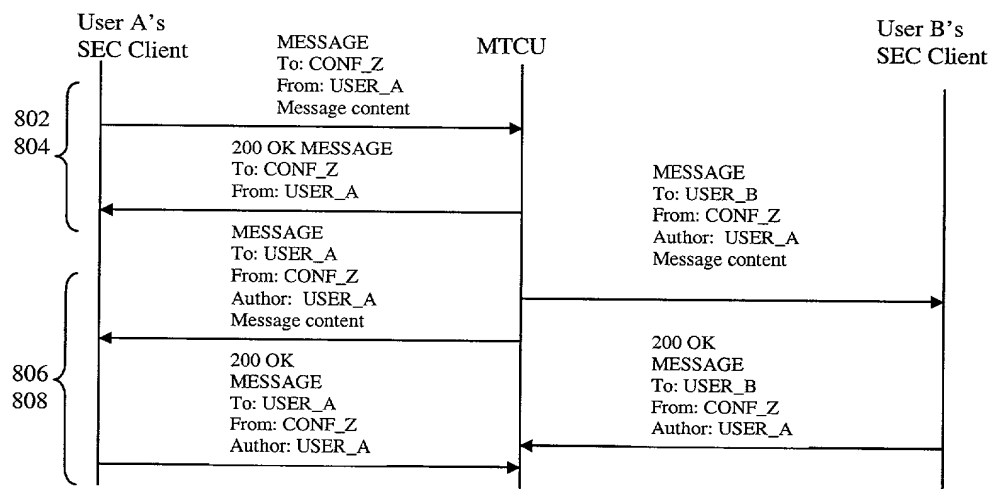 User A's
SEC Client
MTCU
User B's
SEC Client
MESSAGE
To: CONF_Z
From: USER_A
Message content
802
804
200 OK MESSAGE
To: CONF_Z
From: USER_A
MESSAGE
To: USER_B
From: CONF_Z
Author: USER_A
Message content
MESSAGE
To: USER_A
From: CONF_Z
Author: USER_A
Message content
806
808
200 OK
MESSAGE
To: USER_A
From: CONF_Z
Author: USER_A
200 OK
MESSAGE
To: USER_B
From: CONF_Z
Author: USER_A